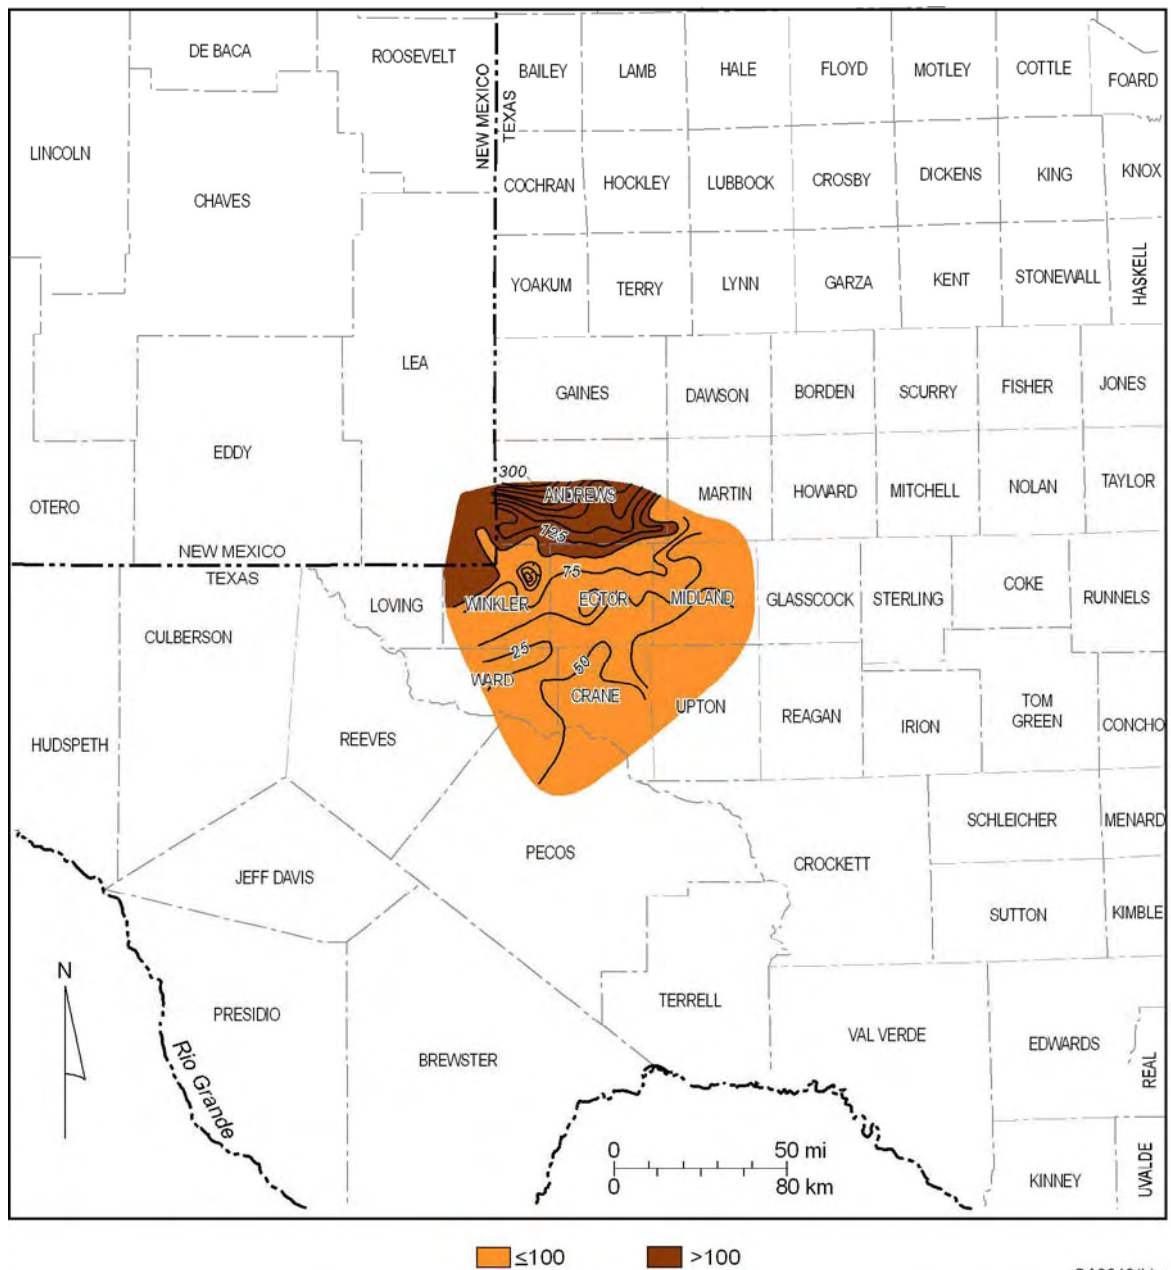 DE BACA
ROOSEVELT
BAILEY
LAMB
HALE
FLOYD
MOTLEY
COTTLE
FOARD
NEW MEXICO
TEXAS
LINCOLN
CHAVES
COCHRAN
HOCKLEY
LUBBOCK
CROSBY
DICKENS
KING
KNOX
YOAKUM
TERRY
LYNN
GARZA
KENT
STONEWALL
HASKELL
LEA
GAINES
DAWSON
BORDEN
SCURRY
FISHER
JONES
EDDY
OTERO
300
ANDREWS
MARTIN
HOWARD
MITCHELL
NOLAN
TAYLOR
125
NEW MEXICO
TEXAS
75
LOVING
WINKLER
ECTOR
MIDLAND
GLASSCOCK
STERLING
COKE
RUNNELS
CULBERSON
25
50
WARD
CRANE
UPTON
REAGAN
IRION
TOM
GREEN
CONCHO
HUDSPETH
REEVES
SCHLEICHER
MENARD
PECOS
CROCKETT
JEFF DAVIS
SUTTON
KIMBLE
N
PRESIDIO
TERRELL
VAL VERDE
EDWARDS
REAL
BREWSTER
Rio Grande
0 50 mi
0 80 km
KINNEY
UVALDE
≤100 >100